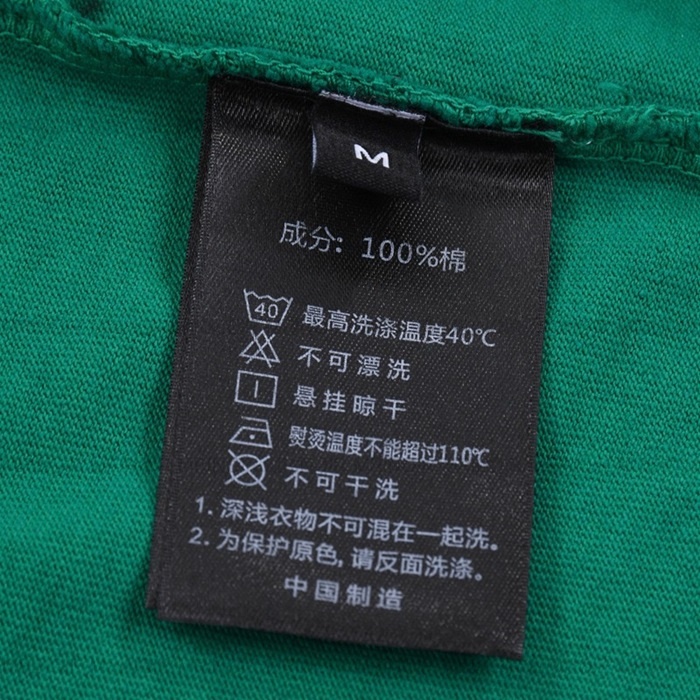 M
成分: 100%棉
40 最高洗涤温度40℃
不可漂洗
悬挂晾干
熨烫温度不能超过110℃
不可干洗
1. 深浅衣物不可混在一起洗。
2. 为保护原色, 请反面洗涤。
中国制造